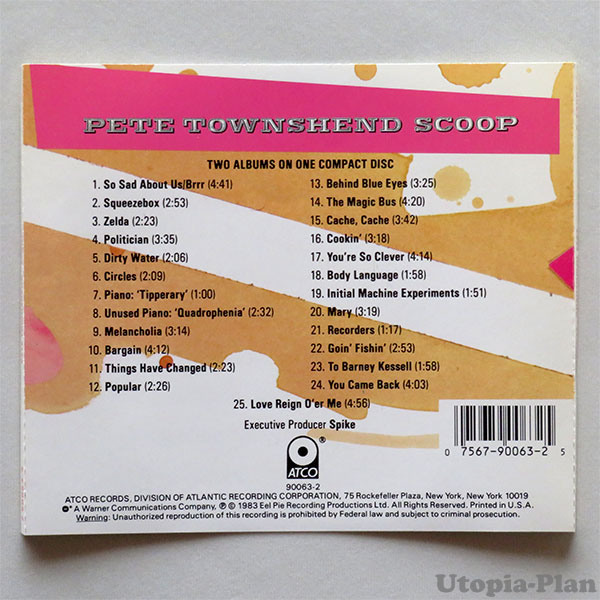 PETE TOWNSHEND SCOOP
TWO ALBUMS ON ONE COMPACT DISC
1. So Sad About Us/Brrr (4:41)
2. Squeezebox (2:53)
3. Zelda (2:23)
4. Politician (3:35)
5. Dirty Water (2:06)
6. Circles (2:09)
7. Piano: 'Tipperary' (1:00)
8. Unused Piano: 'Quadrophenia' (2:32)
9. Melancholia (3:14)
10. Bargain (4:12)
11. Things Have Changed (2:23)
12. Popular (2:26)
13. Behind Blue Eyes (3:25)
14. The Magic Bus (4:20)
15. Cache, Cache (3:42)
16. Cookin' (3:18)
17. You're So Clever (4:14)
18. Body Language (1:58)
19. Initial Machine Experiments (1:51)
20. Mary (3:19)
21. Recorders (1:17)
22. Goin' Fishin' (2:53)
23. To Barney Kessell (1:58)
24. You Came Back (4:03)
25. Love Reign O'er Me (4:56)
Executive Producer Spike
ATCO ®
90063-2
0 7567-90063-2 5
ATCO RECORDS, DIVISION OF ATLANTIC RECORDING CORPORATION, 75 Rockefeller Plaza, New York, New York 10019
A Warner Communications Company, ℗ © 1983 Eel Pie Recording Productions Ltd. All Rights Reserved. Printed in U.S.A.
Warning: Unauthorized reproduction of this recording is prohibited by Federal law and subject to criminal prosecution.
Utopia-Plan